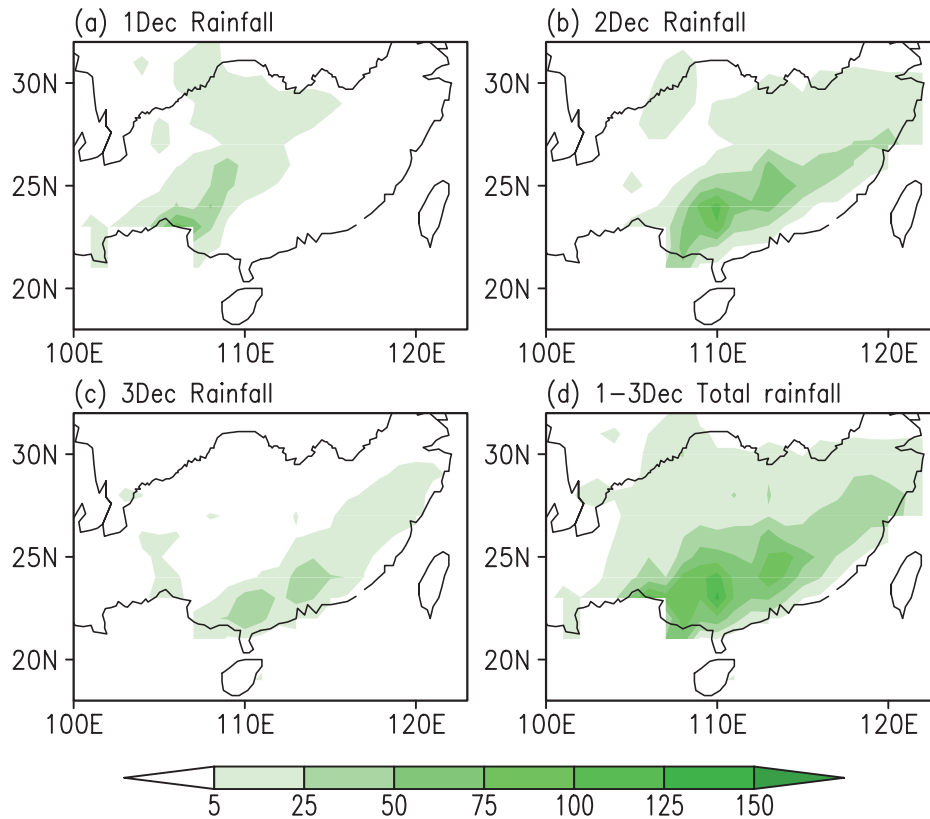 (a) 1Dec Rainfall
30N
25N
20N
100E 110E 120E
(b) 2Dec Rainfall
30N
25N
20N
100E 110E 120E
(c) 3Dec Rainfall
30N
25N
20N
100E 110E 120E
(d) 1−3Dec Total rainfall
30N
25N
20N
100E 110E 120E
5 25 50 75 100 125 150